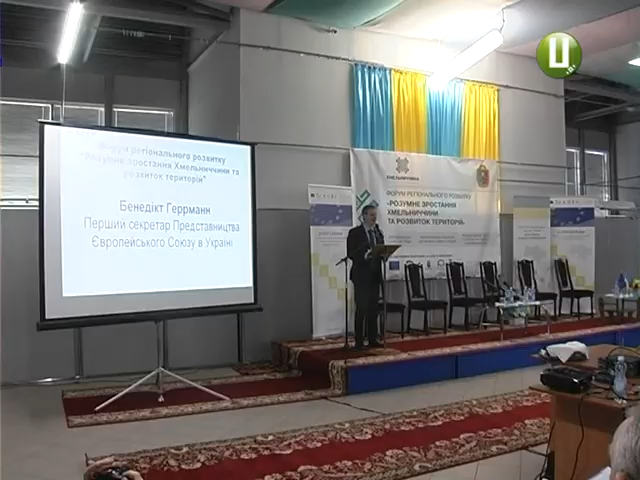 Форум регіонального розвитку
"Розумне зростання Хмельниччини та
розвиток територій"
Бенедікт Геррманн
Перший секретар Представництва
Європейського Союзу в Україні
ХМЕЛЬНИЧЧИНА
ФОРУМ РЕГІОНАЛЬНОГО РОЗВИТКУ
«РОЗУМНЕ ЗРОСТАННЯ
ХМЕЛЬНИЧЧИНИ
ТА РОЗВИТОК ТЕРИТОРІЙ»
Ц